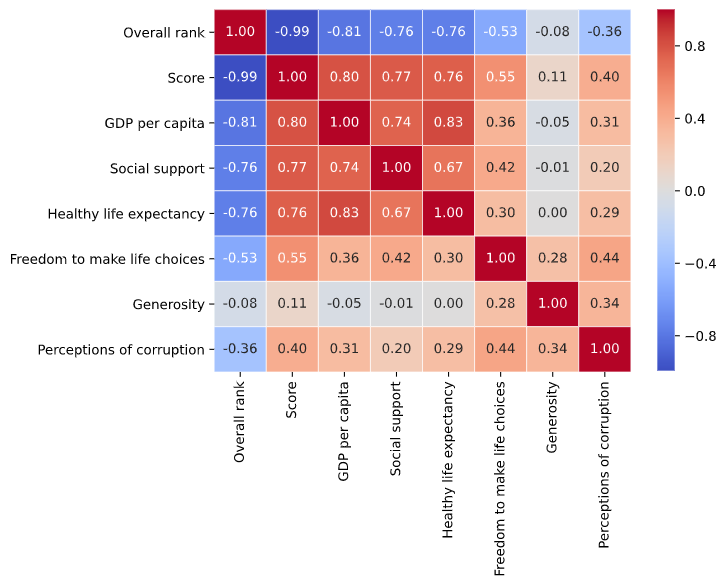 Overall rank 1.00 -0.99 -0.81 -0.76 -0.76 -0.53 -0.08 -0.36
Score -0.99 1.00 0.80 0.77 0.76 0.55 0.11 0.40
GDP per capita -0.81 0.80 1.00 0.74 0.83 0.36 -0.05 0.31
Social support -0.76 0.77 0.74 1.00 0.67 0.42 -0.01 0.20
Healthy life expectancy -0.76 0.76 0.83 0.67 1.00 0.30 0.00 0.29
Freedom to make life choices -0.53 0.55 0.36 0.42 0.30 1.00 0.28 0.44
Generosity -0.08 0.11 -0.05 -0.01 0.00 0.28 1.00 0.34
Perceptions of corruption -0.36 0.40 0.31 0.20 0.29 0.44 0.34 1.00
Overall rank
Score
GDP per capita
Social support
Healthy life expectancy
Freedom to make life choices
Generosity
Perceptions of corruption
0.8
0.4
0.0
−0.4
−0.8